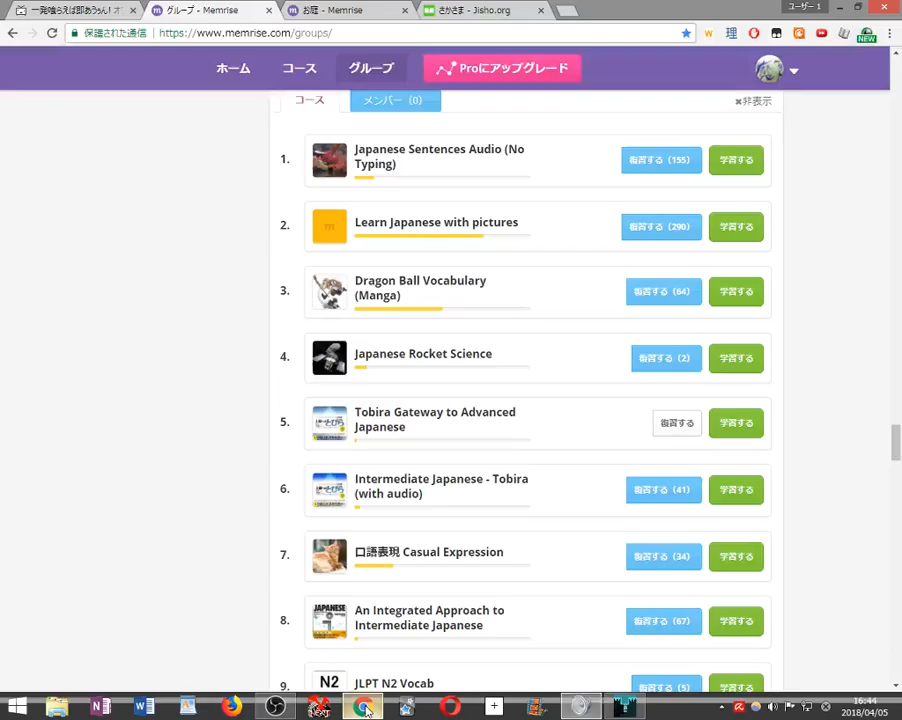 一発喰らえば即あうん! オブ
グループ - Memrise
お庭 - Memrise
さかさま - Jisho.org
ユーザー 1
保護された通信
https://www.memrise.com/groups/
NEW
ホーム
コース
グループ
Proにアップグレード
コース
メンバー (0)
✖非表示
1.
Japanese Sentences Audio (No Typing)
復習する (155)
学習する
2.
m
Learn Japanese with pictures
復習する (290)
学習する
3.
Dragon Ball Vocabulary (Manga)
復習する (64)
学習する
4.
Japanese Rocket Science
復習する (2)
学習する
5.
Tobira Gateway to Advanced Japanese
復習する
学習する
6.
Intermediate Japanese - Tobira (with audio)
復習する (41)
学習する
7.
口語表現 Casual Expression
復習する (34)
学習する
8.
JAPANESE
An Integrated Approach to Intermediate Japanese
復習する (67)
学習する
9.
N2
JLPT N2 Vocab
復習する (5)
学習する
16:44
2018/04/05